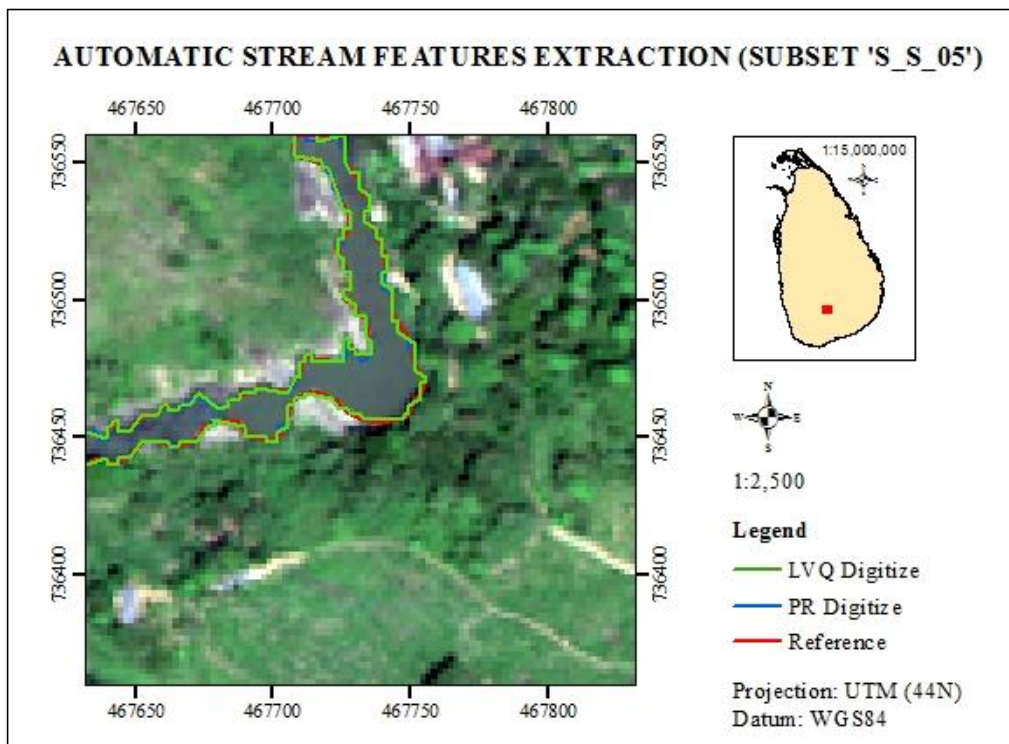 AUTOMATIC STREAM FEATURES EXTRACTION (SUBSET 'S_S_05')
467650 467700 467750 467800
736550
736500
736450
736400
736550
736500
736450
736400
467650 467700 467750 467800
1:15,000,000
N
W E
S
1:2,500
Legend
LVQ Digitize
PR Digitize
Reference
Projection: UTM (44N)
Datum: WGS84